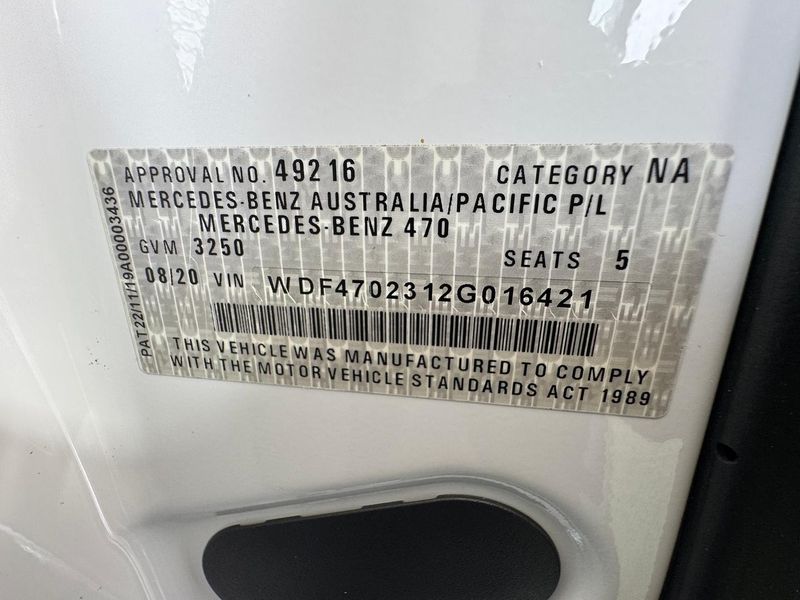 APPROVAL NO. 49216 CATEGORY NA
MERCEDES-BENZ AUSTRALIA/PACIFIC P/L
MERCEDES-BENZ 470
GVM 3250 SEATS 5
08/20 VIN WDF4702312G016421
THIS VEHICLE WAS MANUFACTURED TO COMPLY
WITH THE MOTOR VEHICLE STANDARDS ACT 1989
PAT22/11/19A00003436